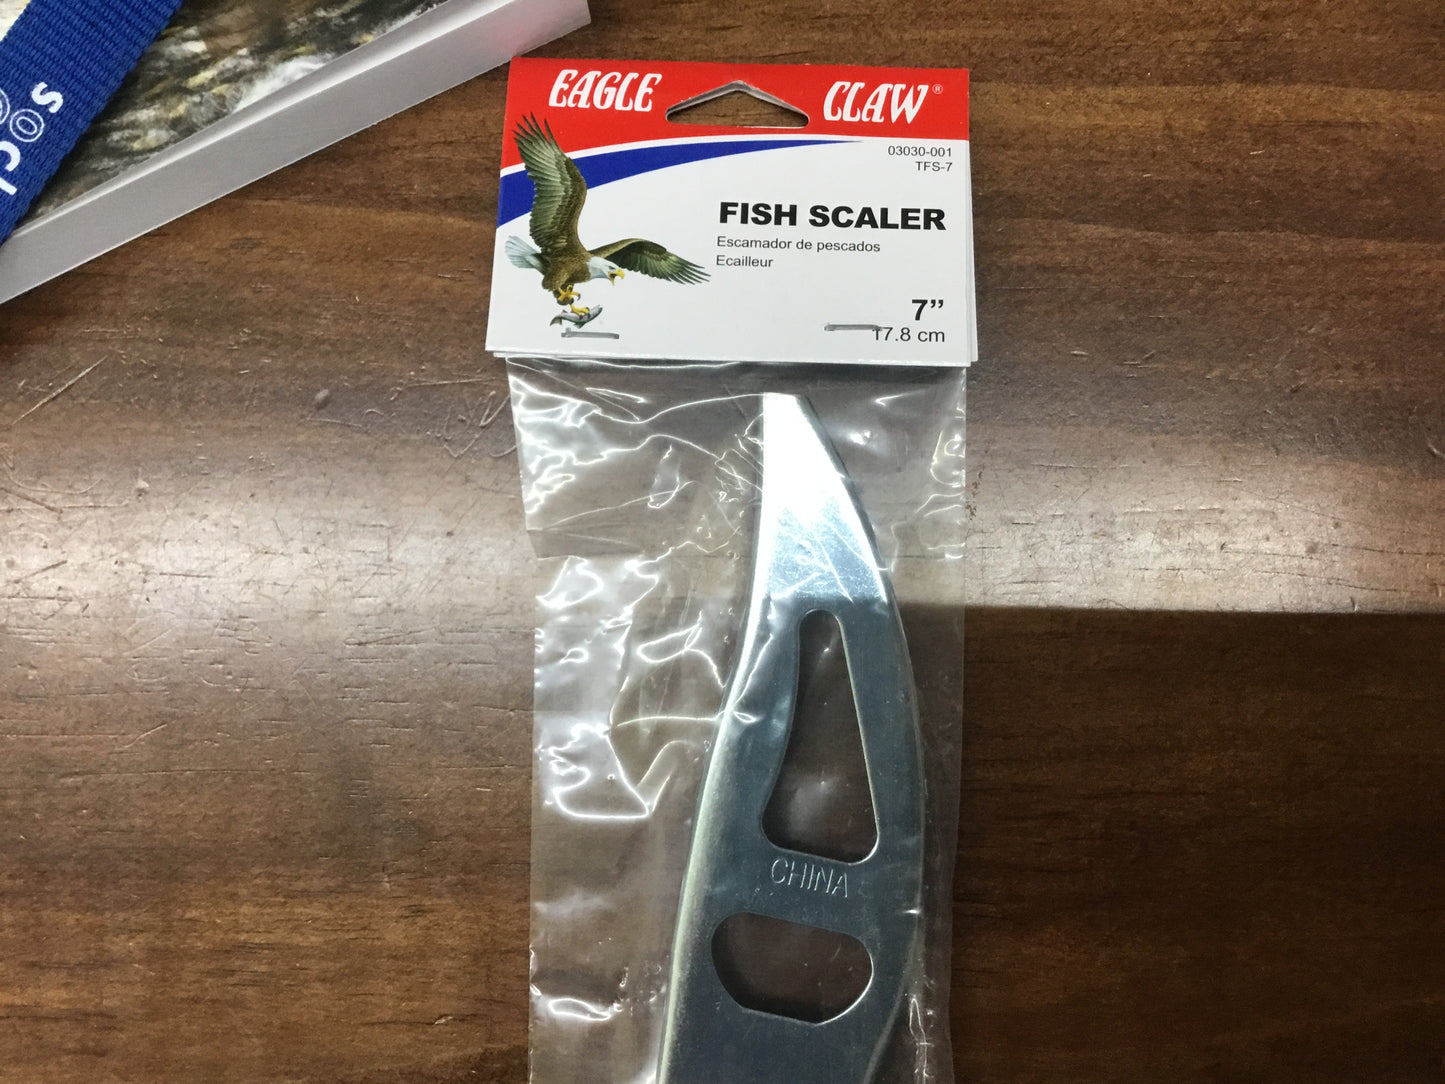 EAGLE CLAW®
03030-001
TFS-7
FISH SCALER
Escamador de pescados
Ecailleur
7”
17.8 cm
CHINA